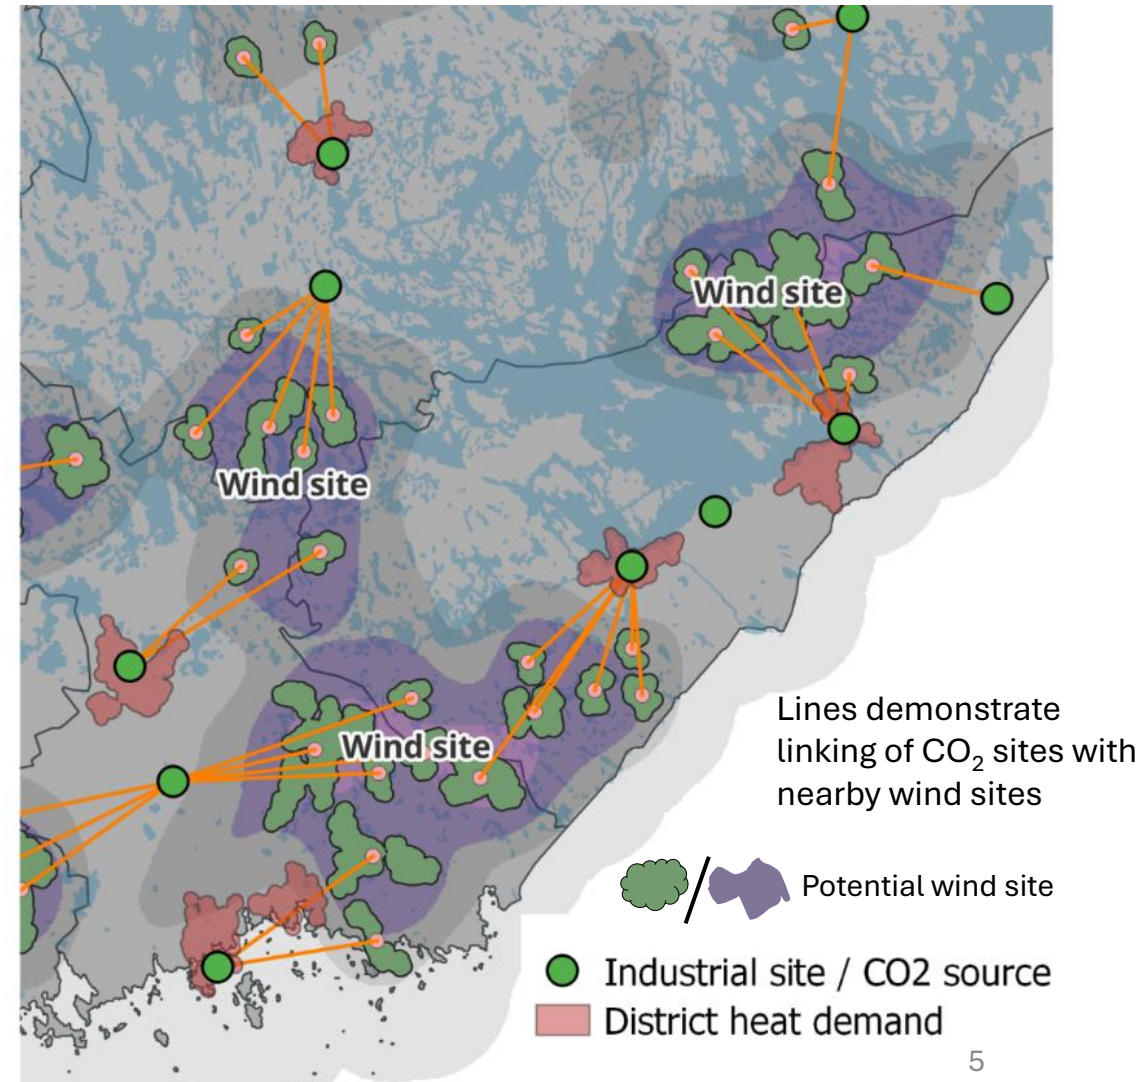 Wind site
Wind site
Wind site
Lines demonstrate
linking of CO₂ sites with
nearby wind sites
Potential wind site
Industrial site / CO2 source
District heat demand
5